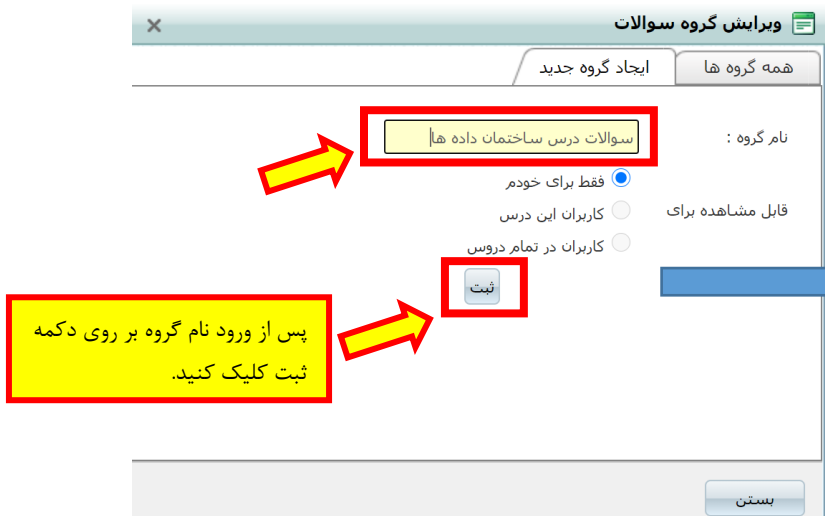 ویرایش گروه سوالات
همه گروه ها
ایجاد گروه جدید
نام گروه :
سوالات درس ساختمان داده ها
قابل مشاهده برای
فقط برای خودم
کاربران این درس
کاربران در تمام دروس
ثبت
پس از ورود نام گروه بر روی دکمه
ثبت کلیک کنید.
بستن